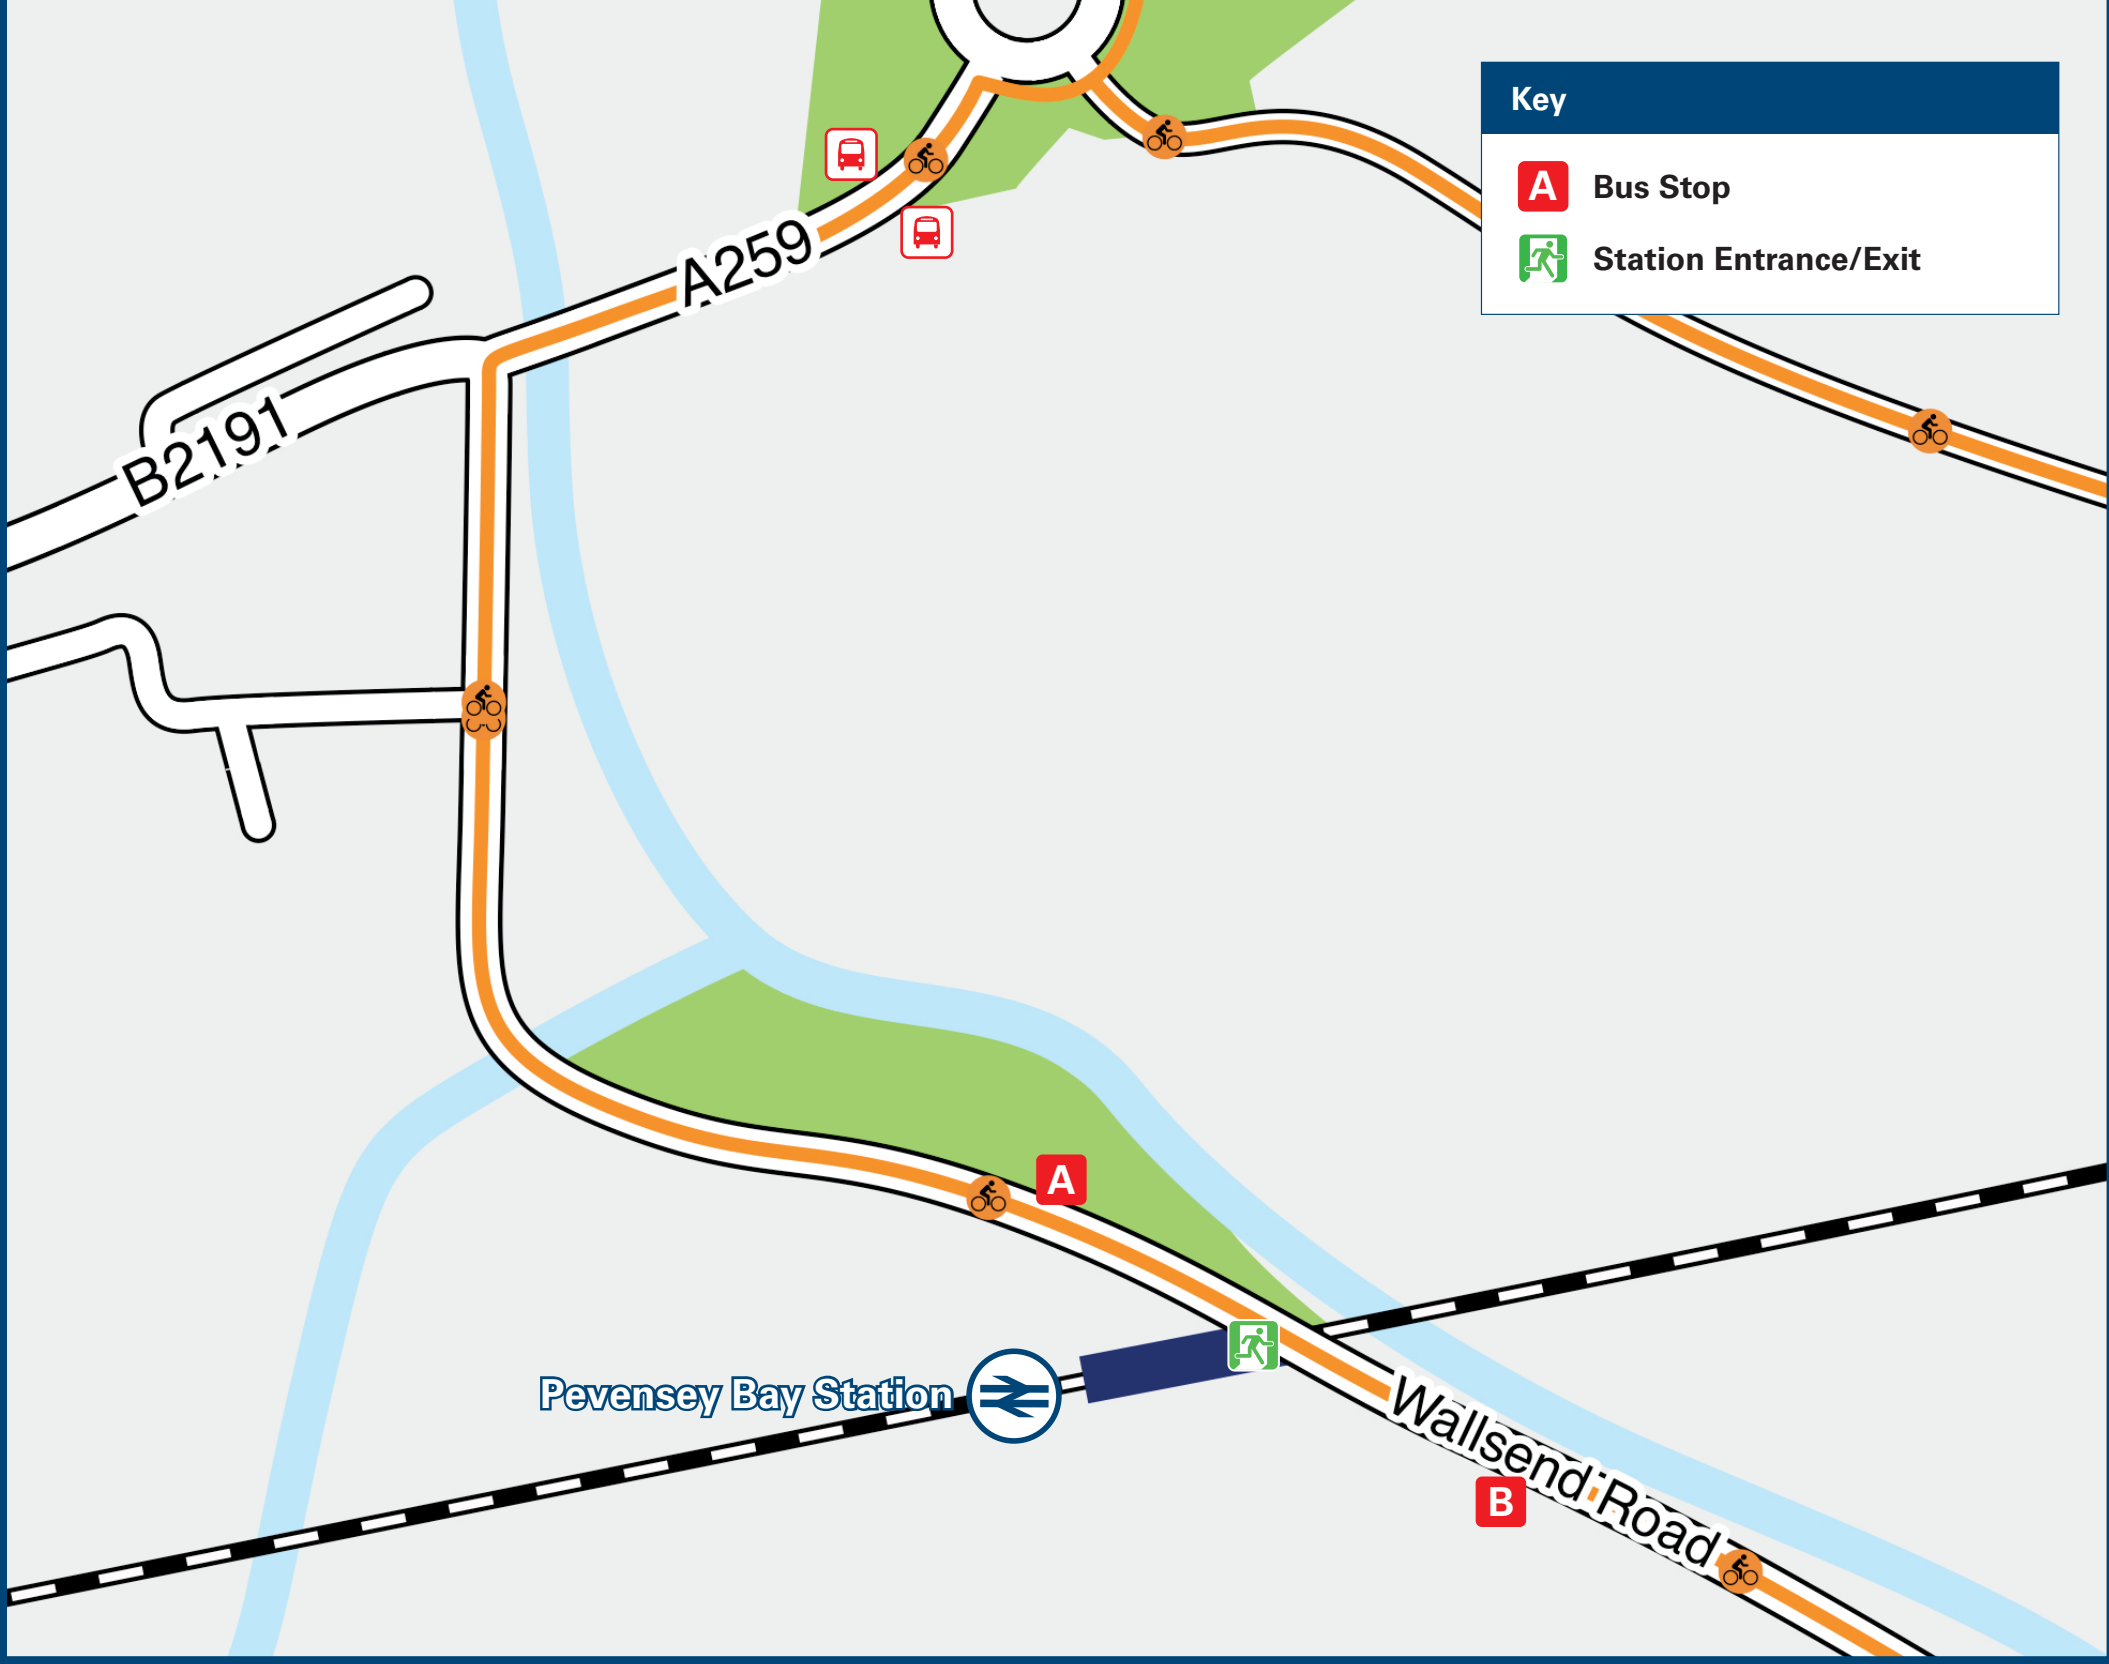 Key
A
Bus Stop
Station Entrance/Exit
A259
B2191
A
Pevensey Bay Station
Wallsend Road
B